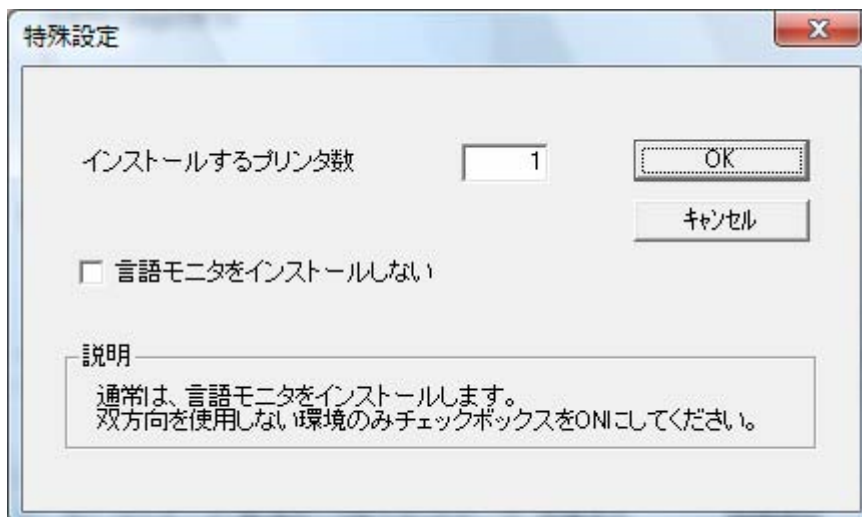 特殊設定
インストールするプリンタ数 1 OK
キャンセル
言語モニタをインストールしない
説明
通常は、言語モニタをインストールします。
双方向を使用しない環境のみチェックボックスをONにしてください。